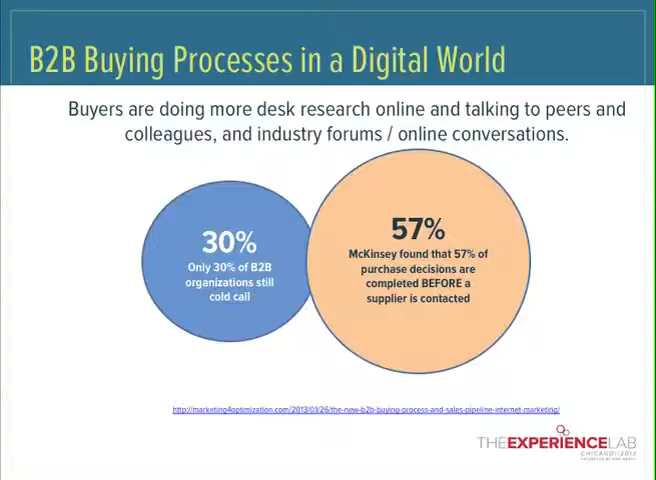 B2B Buying Processes in a Digital World
Buyers are doing more desk research online and talking to peers and
colleagues, and industry forums / online conversations.
30%
Only 30% of B2B
organizations still
cold call
57%
McKinsey found that 57% of
purchase decisions are
completed BEFORE a
supplier is contacted
http://marketing4optimization.com/2013/01/26/the-new-b2b-buying-process-and-sales-pipeline-internet-marketing/
THEEXPERIENCELAB
CHICAGO::2013